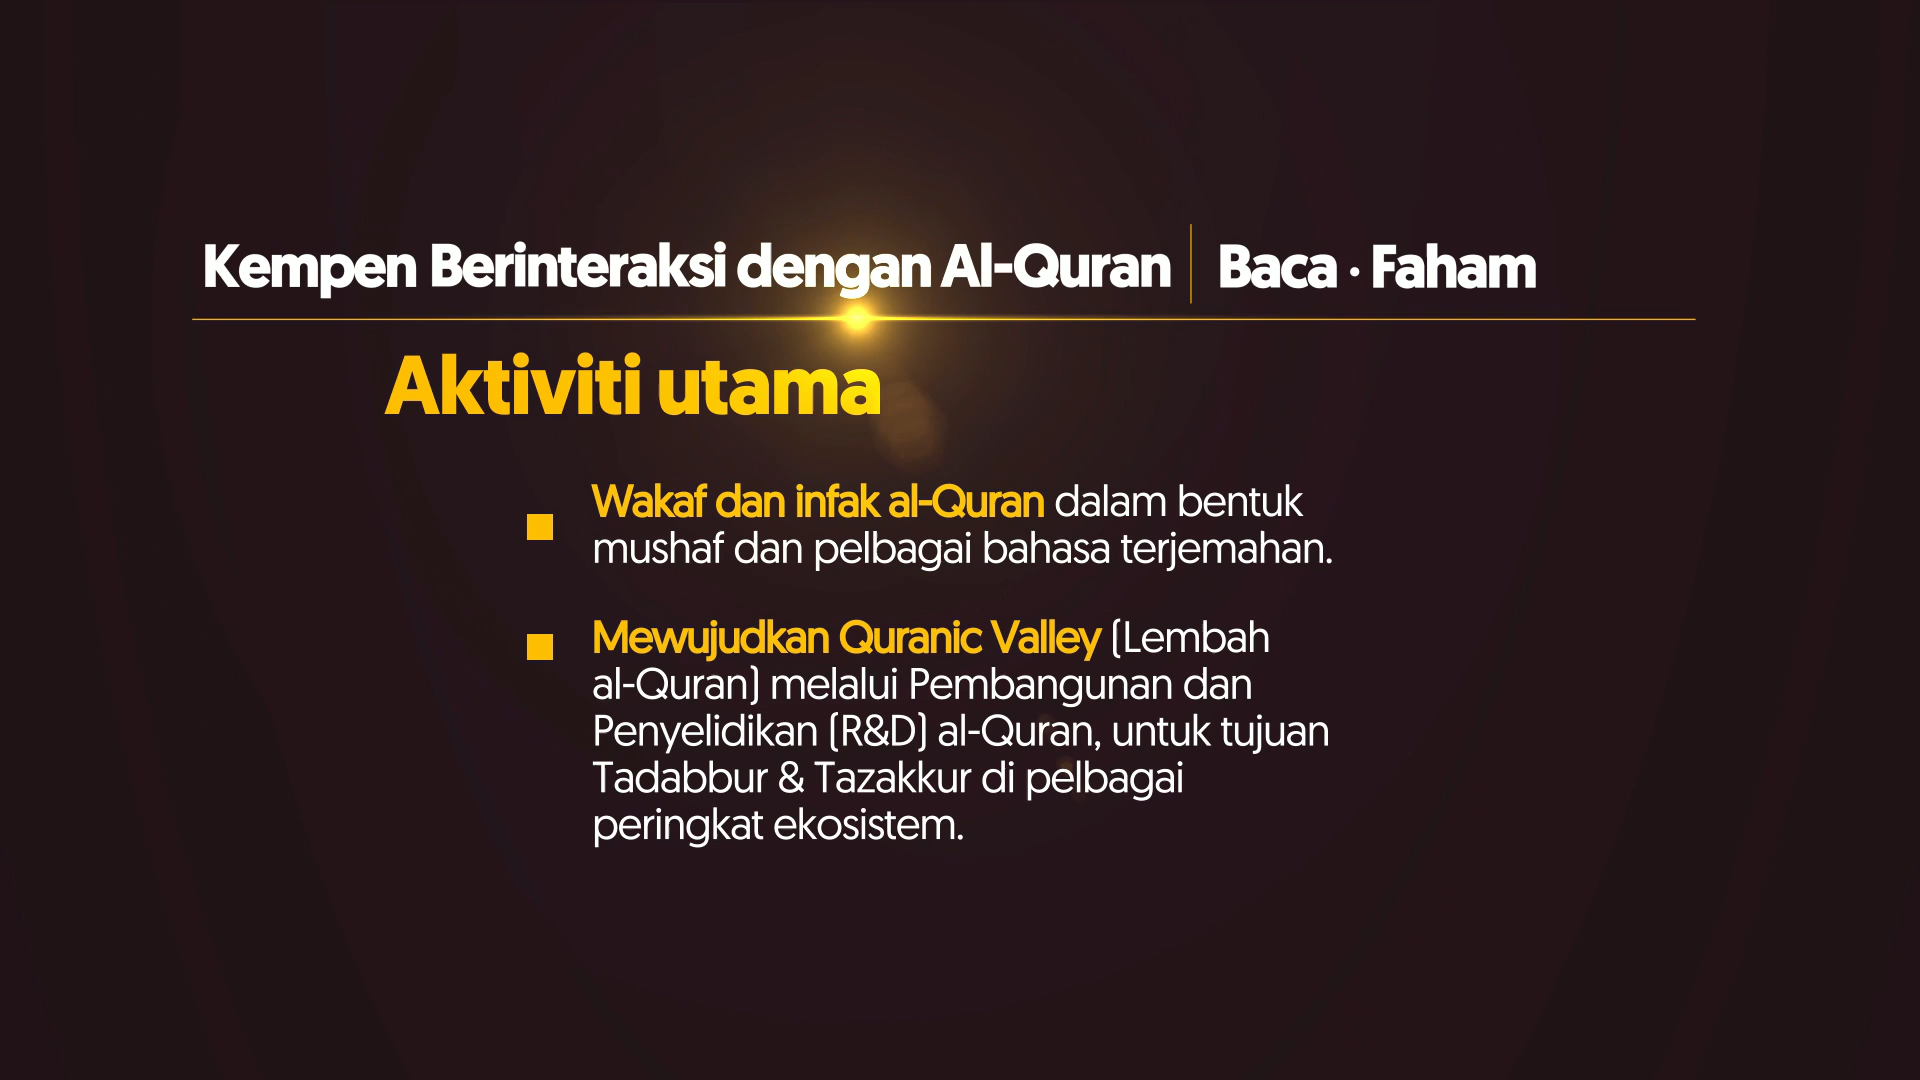 Kempen Berinteraksi dengan Al-Quran Baca · Faham
Aktiviti utama
Wakaf dan infak al-Quran dalam bentuk
mushaf dan pelbagai bahasa terjemahan.
Mewujudkan Quranic Valley (Lembah
al-Quran) melalui Pembangunan dan
Penyelidikan (R&D) al-Quran, untuk tujuan
Tadabbur & Tazakkur di pelbagai
peringkat ekosistem.